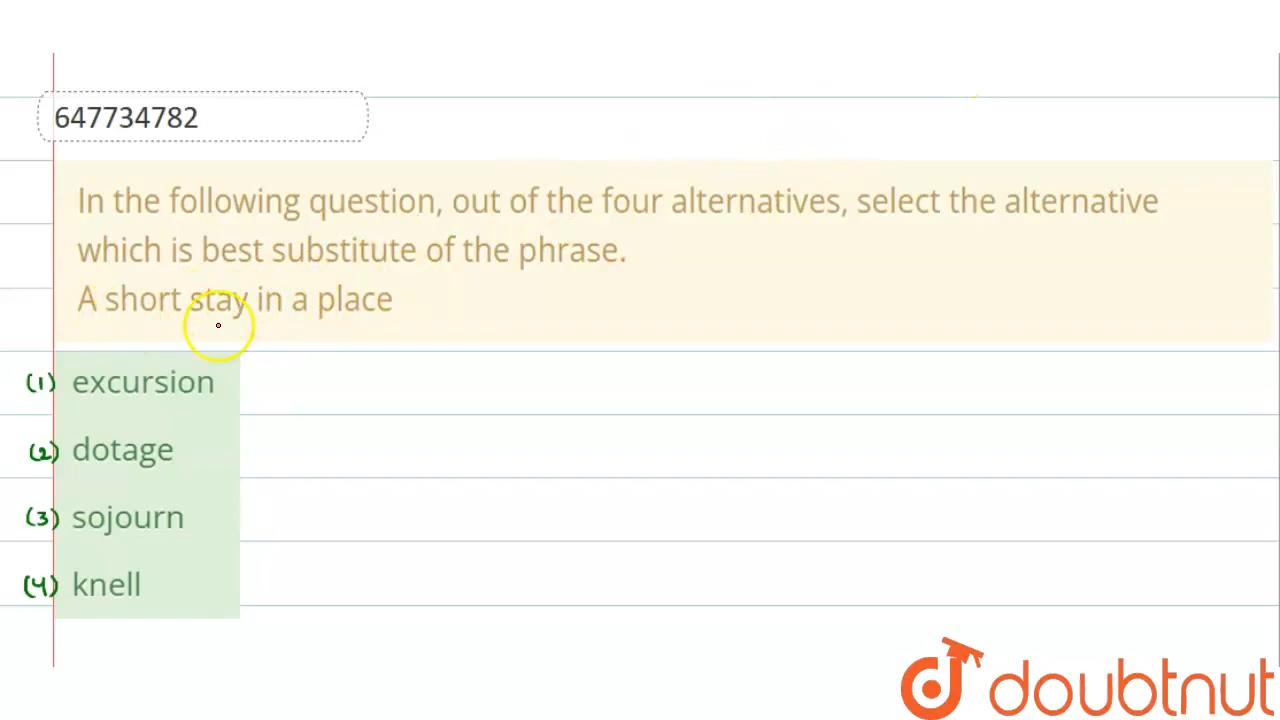 647734782
In the following question, out of the four alternatives, select the alternative
which is best substitute of the phrase.
A short stay in a place
(1) excursion
(2) dotage
(3) sojourn
(4) knell
doubtnut